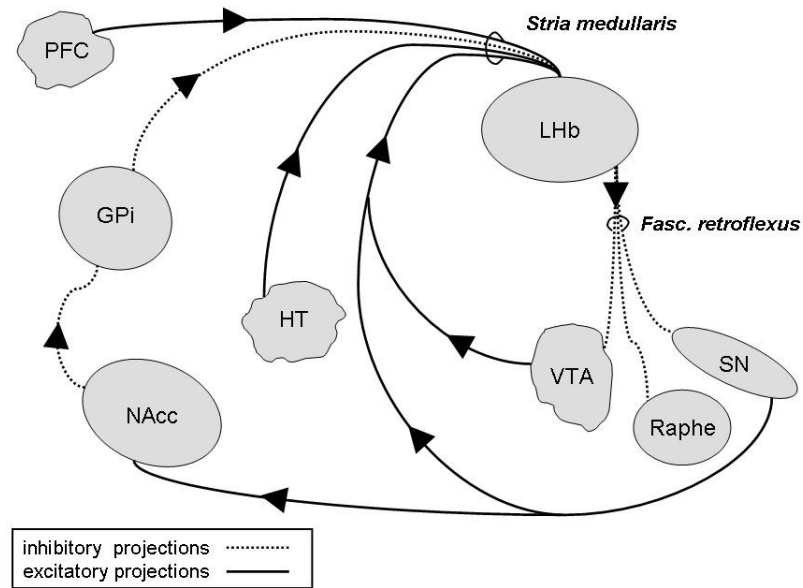 Stria medullaris
PFC
LHb
GPi
Fasc. retroflexus
HT
VTA
SN
NAcc
Raphe
inhibitory projections
excitatory projections